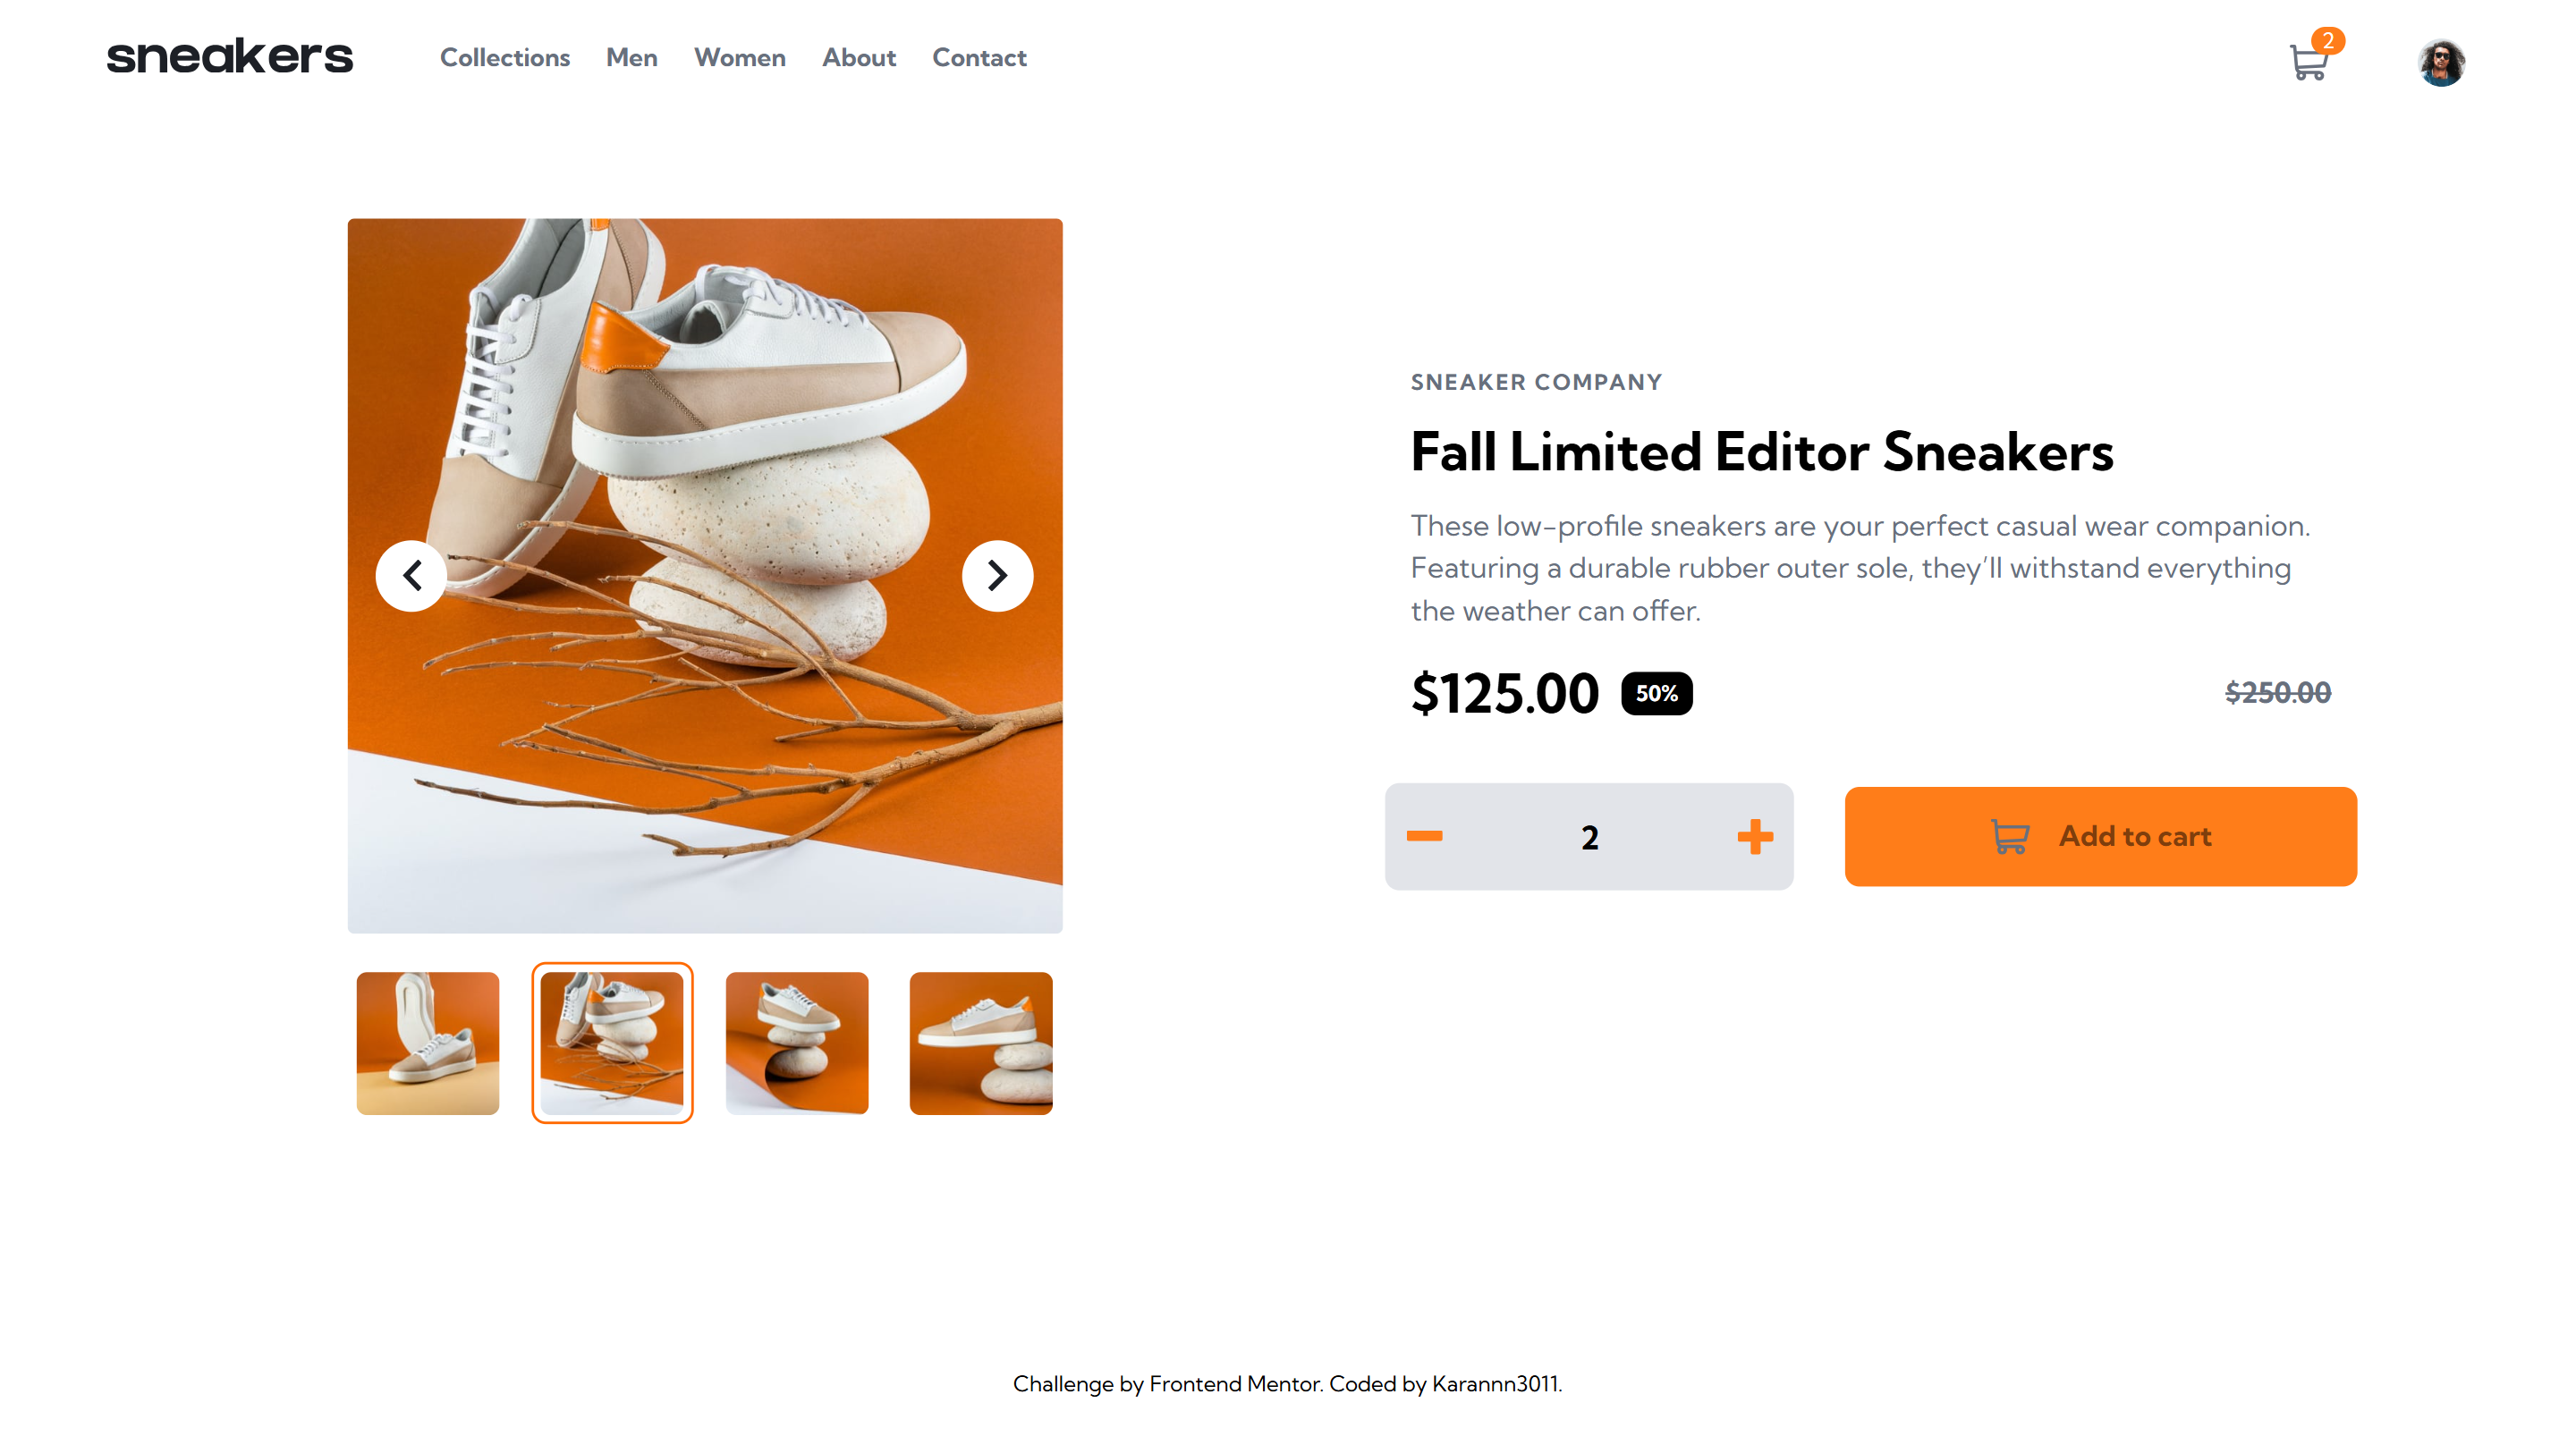 sneakers
Collections Men Women About Contact
2
SNEAKER COMPANY
Fall Limited Editor Sneakers
These low-profile sneakers are your perfect casual wear companion.
Featuring a durable rubber outer sole, they’ll withstand everything
the weather can offer.
$125.00 50% $250.00
2
Add to cart
Challenge by Frontend Mentor. Coded by Karannn3011.